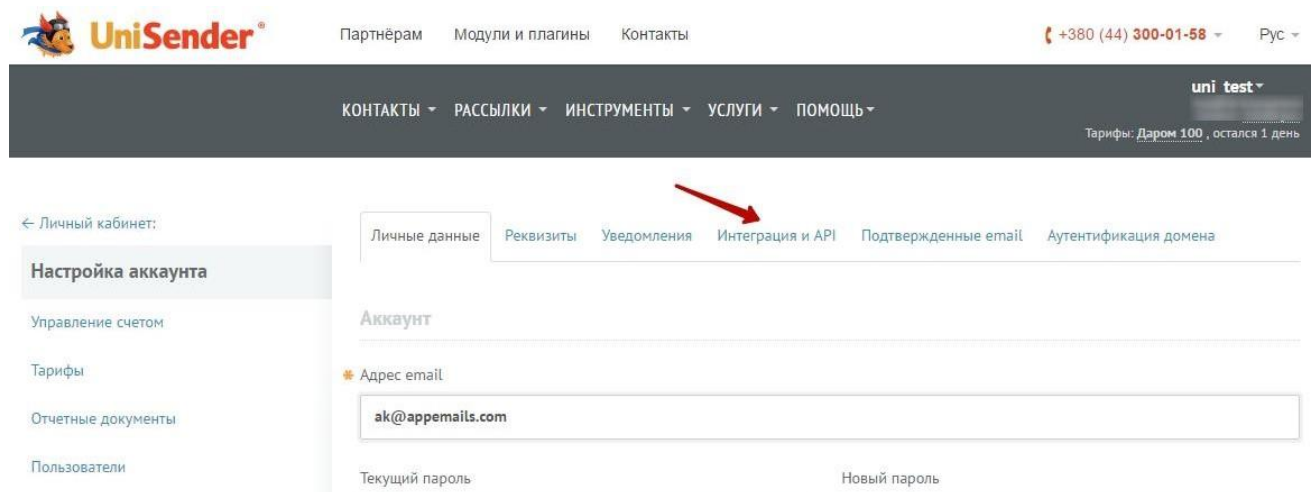 UniSender®
Партнёрам Модули и плагины Контакты
+380 (44) 300-01-58 Рус
КОНТАКТЫ РАССЫЛКИ ИНСТРУМЕНТЫ УСЛУГИ ПОМОЩЬ
uni test
Тарифы: Даром 100 , остался 1 день
← Личный кабинет:
Настройка аккаунта
Управление счетом
Тарифы
Отчетные документы
Пользователи
Личные данные Реквизиты Уведомления Интеграция и API Подтвержденные email Аутентификация домена
Аккаунт
* Адрес email
ak@appemails.com
Текущий пароль Новый пароль